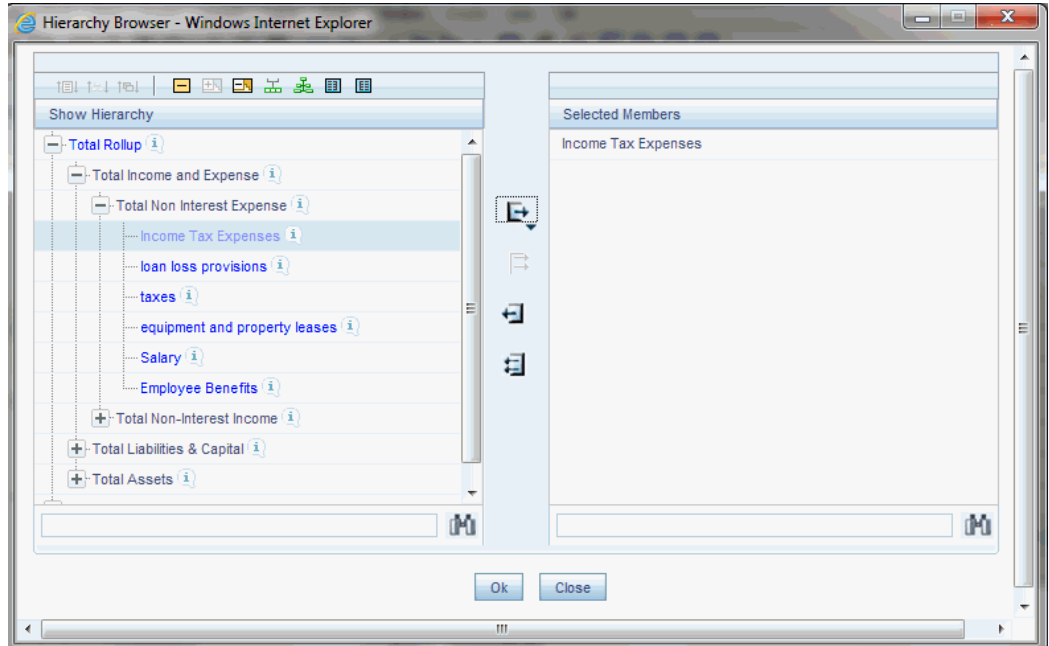 Hierarchy Browser - Windows Internet Explorer
Show Hierarchy
Selected Members
Total Rollup
Income Tax Expenses
Total Income and Expense
Total Non Interest Expense
Income Tax Expenses
loan loss provisions
taxes
equipment and property leases
Salary
Employee Benefits
Total Non-Interest Income
Total Liabilities & Capital
Total Assets
Ok
Close